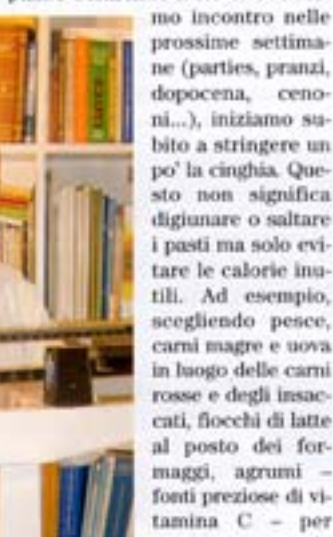 mo incontro nelle
prossime settima-
ne (parties, pranzi,
dopocena, ceno-
ni...), iniziamo su-
bito a stringere un
po' la cinghia. Que-
sto non significa
digiunare o saltare
i pasti ma solo evi-
tare le calorie inu-
tili. Ad esempio,
scegliendo pesce,
carni magre e uova
in luogo delle carni
rosse e degli insac-
cati, fiocchi di latte
al posto dei for-
maggi, agrumi –
fonti preziose di vi-
tamina C – per